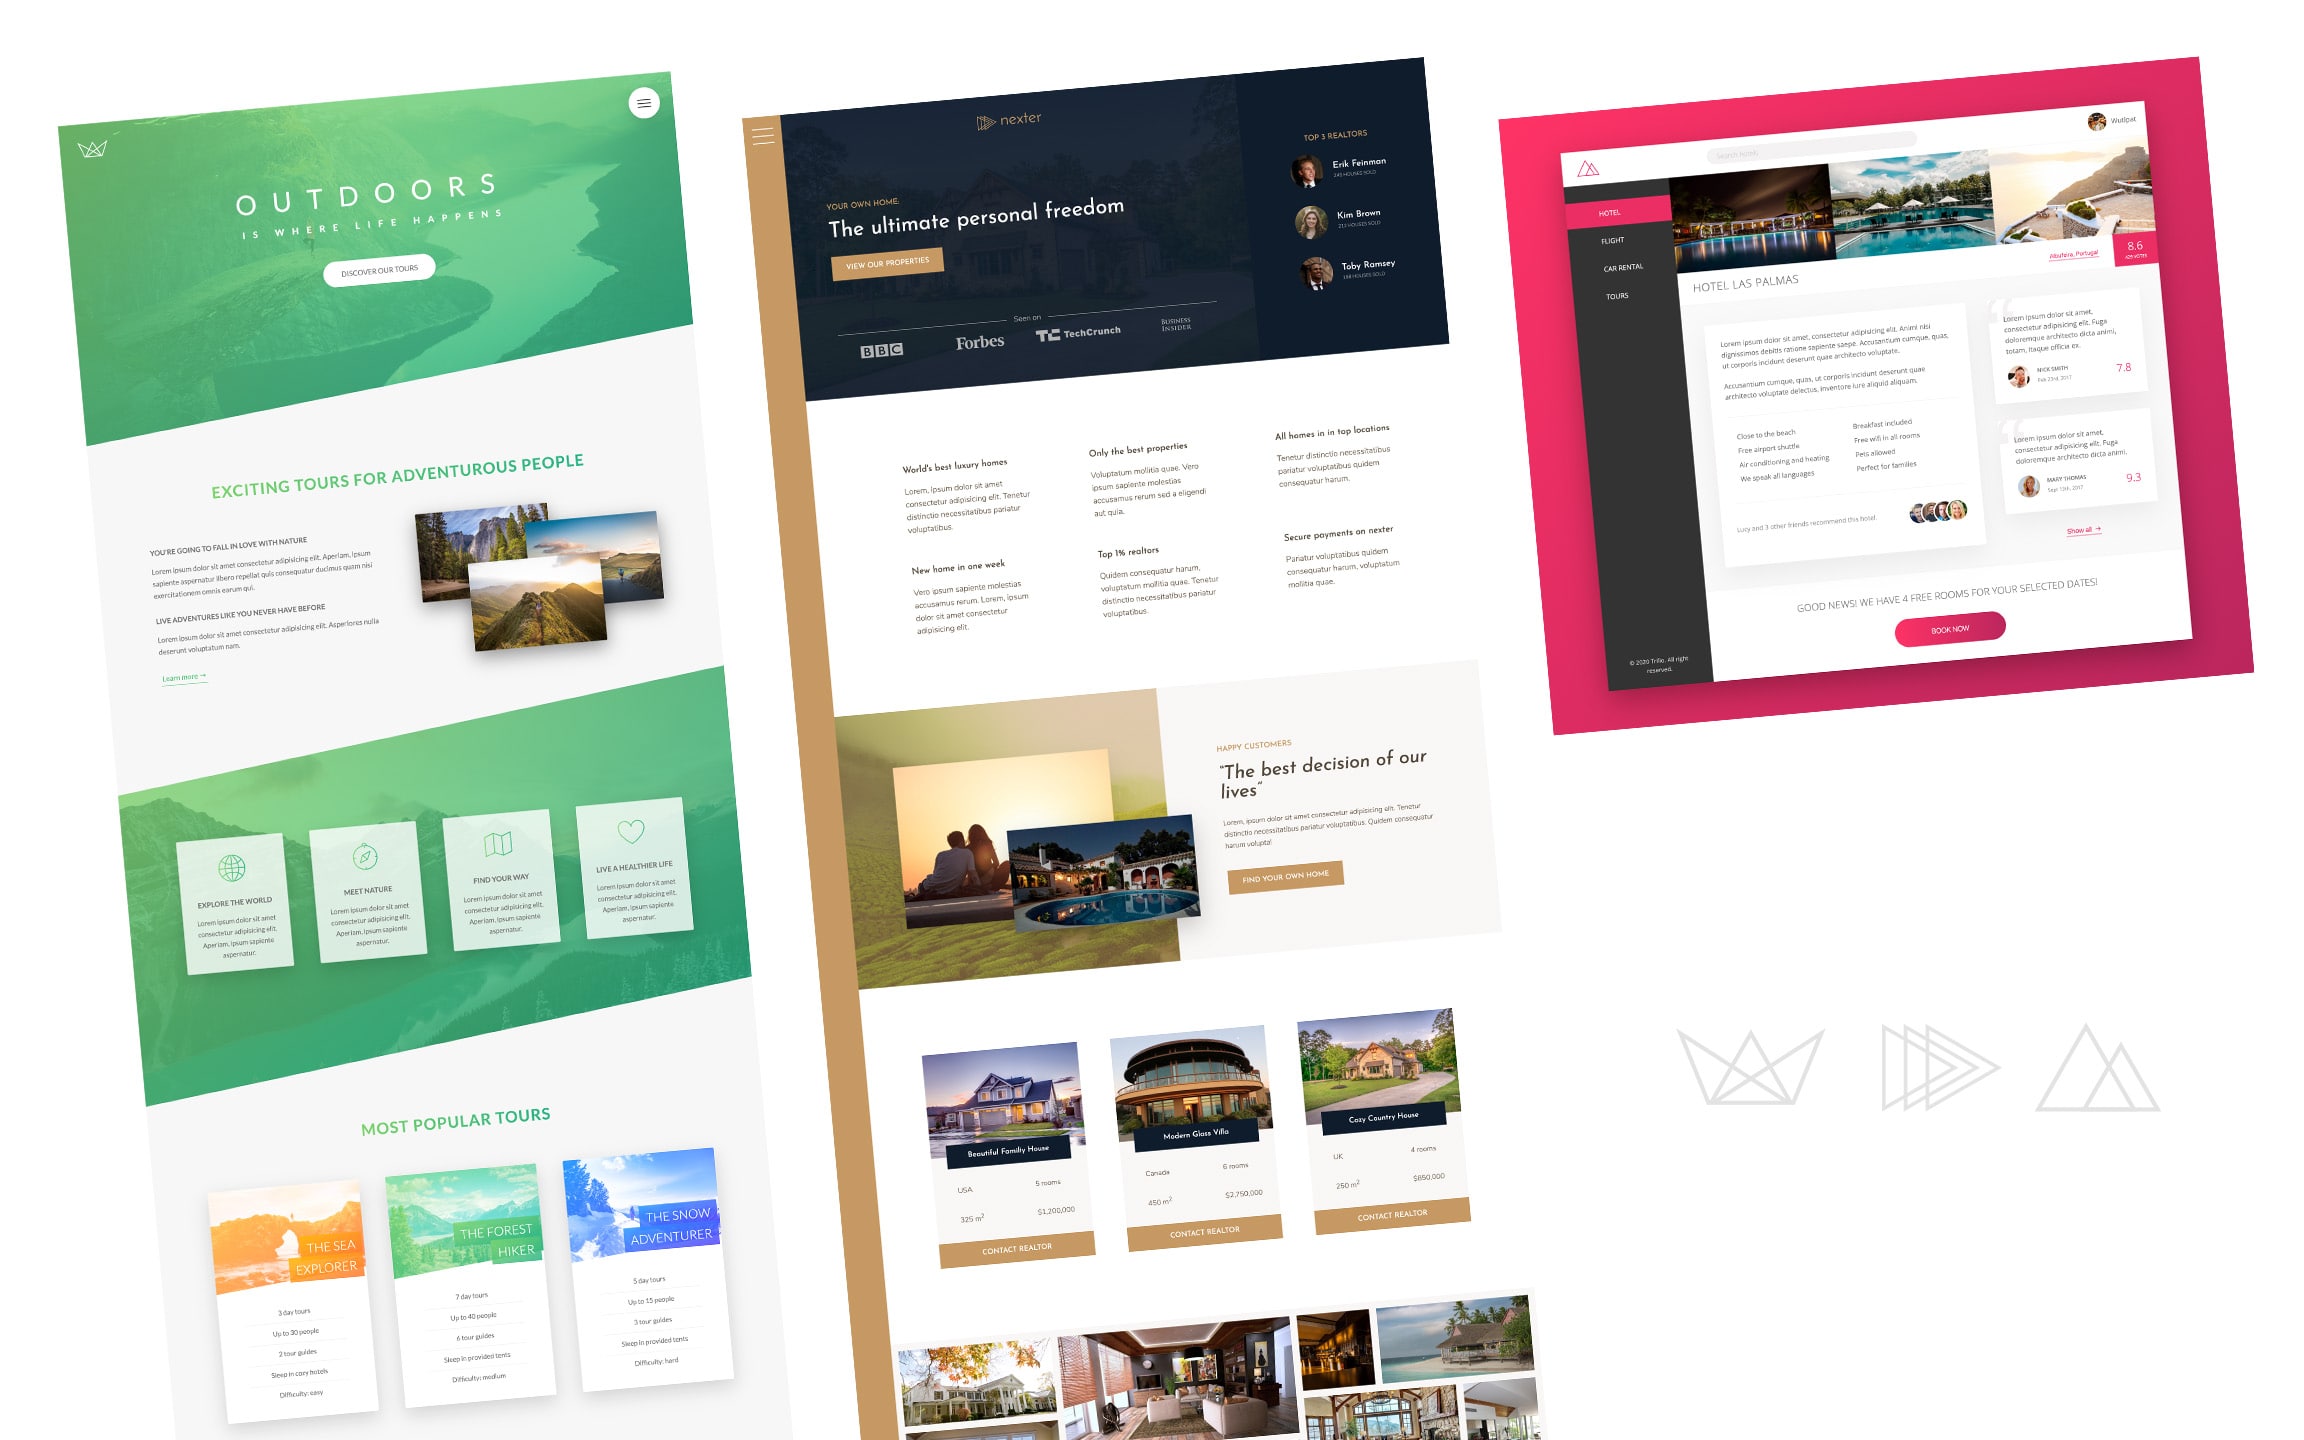 OUTDOORS
IS WHERE LIFE HAPPENS
DISCOVER OUR TOURS
EXCITING TOURS FOR ADVENTUROUS PEOPLE
YOU'RE GOING TO FALL IN LOVE WITH NATURE
Lorem ipsum dolor sit amet consectetur adipisicing elit. Aperiam, ipsum
sapiente aspernatur libero repellat quis consequatur ducimus quam nisi
exercitationem omnis earum qui.
LIVE ADVENTURES LIKE YOU NEVER HAVE BEFORE
Lorem ipsum dolor sit amet consectetur adipisicing elit. Asperiores nulla
deserunt voluptatum nam.
Learn more →
EXPLORE THE WORLD
Lorem ipsum dolor sit amet
consectetur adipisicing elit.
Aperiam, ipsum sapiente
aspernatur.
MEET NATURE
Lorem ipsum dolor sit amet
consectetur adipisicing elit.
Aperiam, ipsum sapiente
aspernatur.
FIND YOUR WAY
Lorem ipsum dolor sit amet
consectetur adipisicing elit.
Aperiam, ipsum sapiente
aspernatur.
LIVE A HEALTHIER LIFE
Lorem ipsum dolor sit amet
consectetur adipisicing elit.
Aperiam, ipsum sapiente
aspernatur.
MOST POPULAR TOURS
THE SEA
EXPLORER
3 day tours
Up to 30 people
2 tour guides
Sleep in cozy hotels
Difficulty: easy
THE FOREST
HIKER
7 day tours
Up to 40 people
6 tour guides
Sleep in provided tents
Difficulty: medium
THE SNOW
ADVENTURER
5 day tours
Up to 15 people
3 tour guides
Sleep in provided tents
Difficulty: hard
nexter
YOUR OWN HOME:
The ultimate personal freedom
VIEW OUR PROPERTIES
Seen on
BBC
Forbes
TC TechCrunch
BUSINESS
INSIDER
TOP 3 REALTORS
Erik Feinman
245 HOUSES SOLD
Kim Brown
212 HOUSES SOLD
Toby Ramsey
198 HOUSES SOLD
World's best luxury homes
Lorem, ipsum dolor sit amet
consectetur adipisicing elit. Tenetur
distinctio necessitatibus pariatur
voluptatibus.
Only the best properties
Voluptatum mollitia quae. Vero
ipsum sapiente molestias
accusamus rerum sed a eligendi
aut quia.
All homes in in top locations
Tenetur distinctio necessitatibus
pariatur voluptatibus quidem
consequatur harum.
New home in one week
Vero ipsum sapiente molestias
accusamus rerum. Lorem, ipsum
dolor sit amet consectetur
adipisicing elit.
Top 1% realtors
Quidem consequatur harum,
voluptatum mollitia quae. Tenetur
distinctio necessitatibus pariatur
voluptatibus.
Secure payments on nexter
Pariatur voluptatibus quidem
consequatur harum, voluptatum
mollitia quae.
HAPPY CUSTOMERS
"The best decision of our
lives"
Lorem, ipsum dolor sit amet consectetur adipisicing elit. Tenetur
distinctio necessitatibus pariatur voluptatibus. Quidem consequatur
harum volupta!
FIND YOUR OWN HOME
Beautiful Familiy House
USA
5 rooms
325 m²
$1,200,000
CONTACT REALTOR
Modern Glass Villa
Canada
6 rooms
450 m²
$2,750,000
CONTACT REALTOR
Cozy Country House
UK
4 rooms
250 m²
$850,000
CONTACT REALTOR
Search hotels
Wutipat
HOTEL
FLIGHT
CAR RENTAL
TOURS
© 2020 Trillo. All right
reserved.
HOTEL LAS PALMAS
Albufeira, Portugal
8.6
429 VOTES
Lorem ipsum dolor sit amet, consectetur adipisicing elit. Animi nisi
dignissimos debitis ratione sapiente saepe. Accusantium cumque, quas,
ut corporis incidunt deserunt quae architecto voluptate.
Accusantium cumque, quas, ut corporis incidunt deserunt quae
architecto voluptate delectus, inventore iure aliquid aliquam.
Close to the beach
Breakfast included
Free airport shuttle
Free wifi in all rooms
Air conditioning and heating
Pets allowed
We speak all languages
Perfect for families
Lucy and 3 other friends recommend this hotel.
Lorem ipsum dolor sit amet,
consectetur adipisicing elit. Fuga
doloremque architecto dicta animi,
totam, itaque officia ex.
NICK SMITH
Feb 23rd, 2017
7.8
Lorem ipsum dolor sit amet,
consectetur adipisicing elit. Fuga
doloremque architecto dicta animi.
MARY THOMAS
Sept 13th, 2017
9.3
Show all →
GOOD NEWS! WE HAVE 4 FREE ROOMS FOR YOUR SELECTED DATES!
BOOK NOW